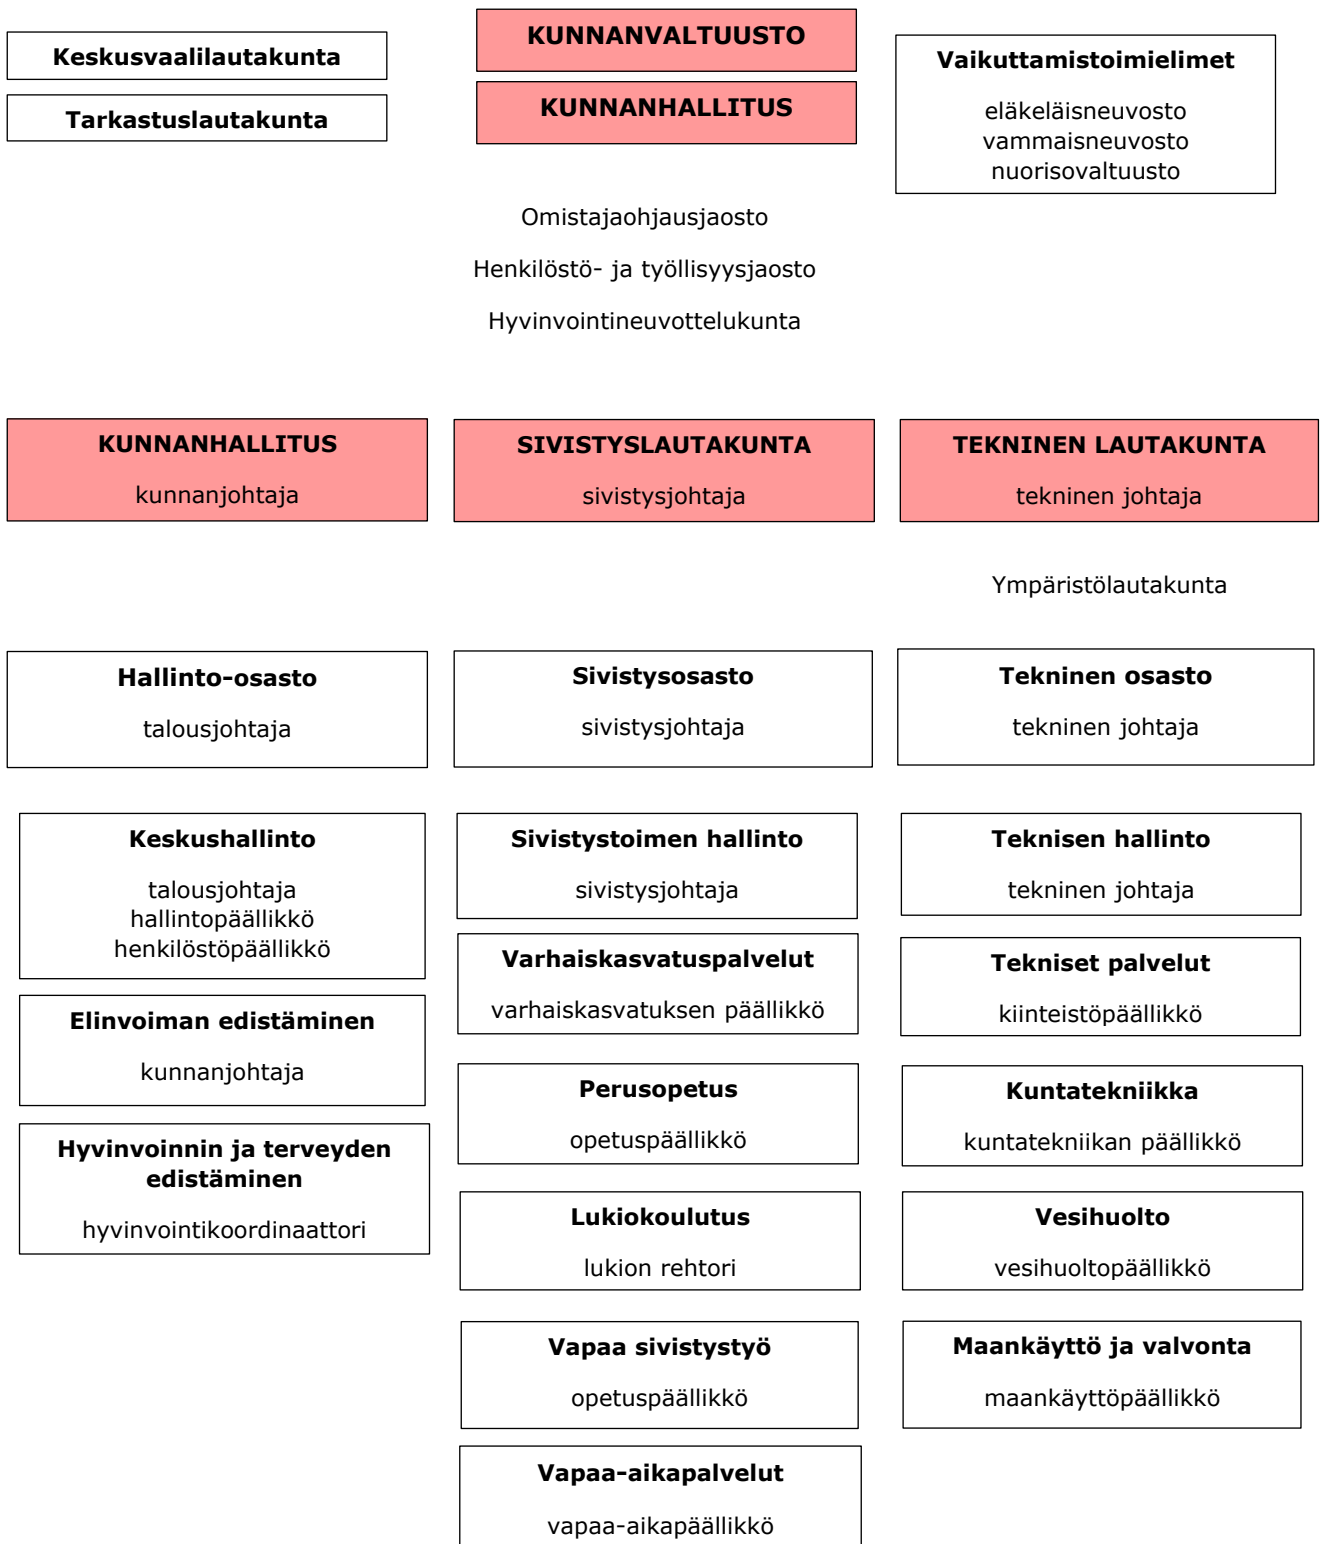 Keskusvaalilautakunta
Tarkastuslautakunta
KUNNANVALTUUSTO
KUNNANHALLITUS
Vaikuttamistoimielimet
eläkeläisneuvosto
vammaisneuvosto
nuorisovaltuusto
Omistajaohjausjaosto
Henkilöstö- ja työllisyysjaosto
Hyvinvointineuvottelukunta
KUNNANHALLITUS
kunnanjohtaja
SIVISTYSLAUTAKUNTA
sivistysjohtaja
TEKNINEN LAUTAKUNTA
tekninen johtaja
Ympäristölautakunta
Hallinto-osasto
talousjohtaja
Sivistysosasto
sivistysjohtaja
Tekninen osasto
tekninen johtaja
Keskushallinto
talousjohtaja
hallintopäällikkö
henkilöstöpäällikkö
Elinvoiman edistäminen
kunnanjohtaja
Hyvinvoinnin ja terveyden
edistäminen
hyvinvointikoordinaattori
Sivistystoimen hallinto
sivistysjohtaja
Varhaiskasvatuspalvelut
varhaiskasvatuksen päällikkö
Perusopetus
opetuspäällikkö
Lukiokoulutus
lukion rehtori
Vapaa sivistystyö
opetuspäällikkö
Vapaa-aikapalvelut
vapaa-aikapäällikkö
Teknisen hallinto
tekninen johtaja
Tekniset palvelut
kiinteistöpäällikkö
Kuntatekniikka
kuntatekniikan päällikkö
Vesihuolto
vesihuoltopäällikkö
Maankäyttö ja valvonta
maankäyttöpäällikkö